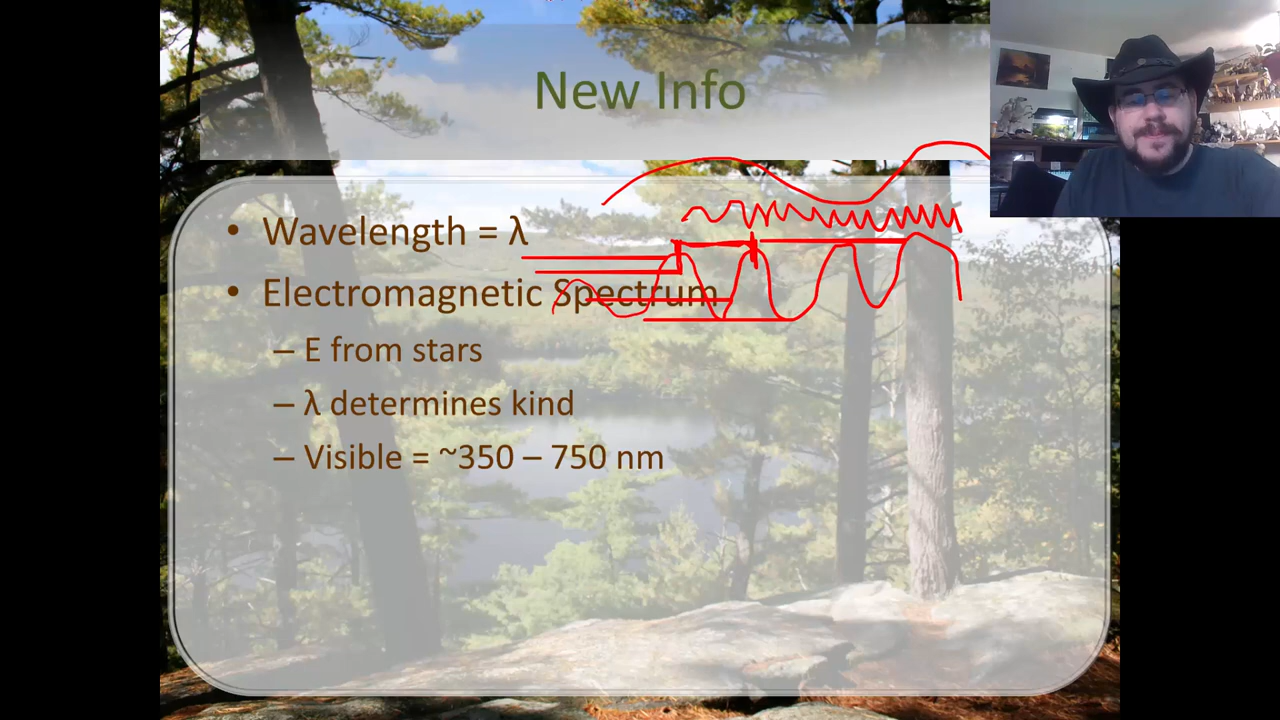 New Info
• Wavelength = λ
• Electromagnetic Spectrum
– E from stars
– λ determines kind
– Visible = ~350 – 750 nm